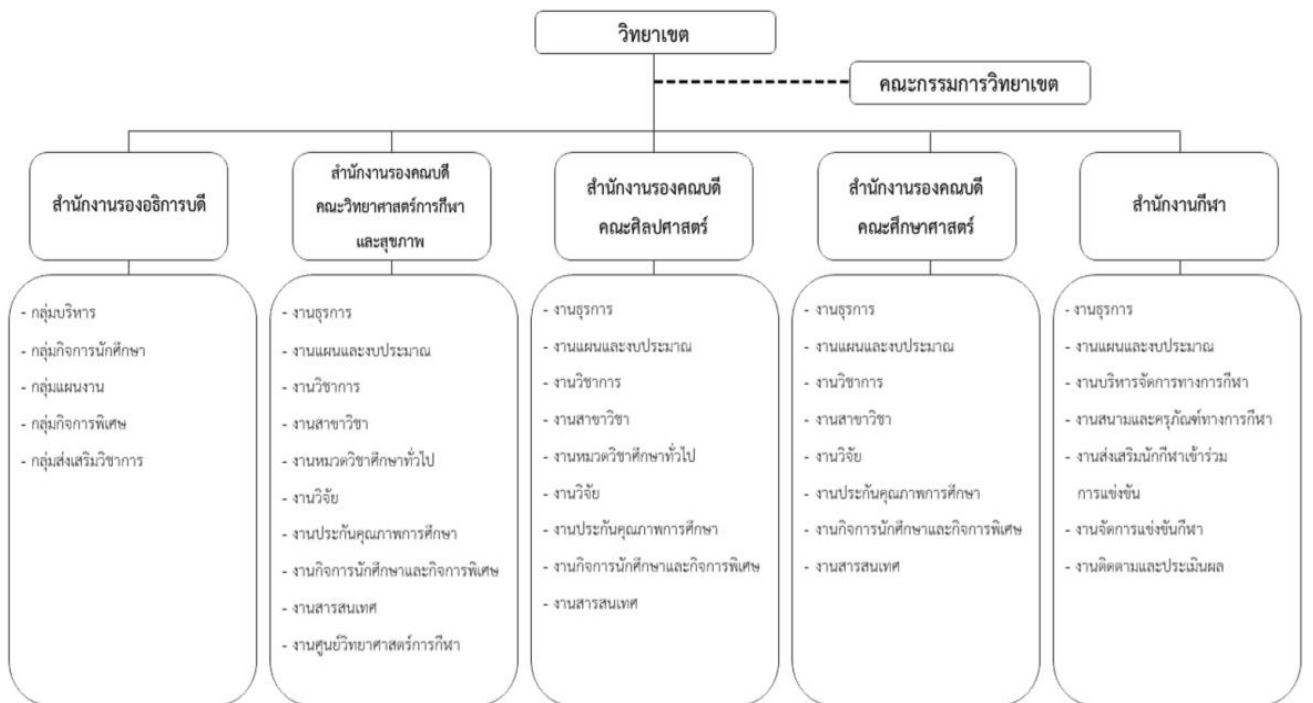 วิทยาเขต
คณะกรรมการวิทยาเขต
สำนักงานรองอธิการบดี
สำนักงานรองคณบดี
คณะวิทยาศาสตร์การกีฬา
และสุขภาพ
สำนักงานรองคณบดี
คณะศิลปศาสตร์
สำนักงานรองคณบดี
คณะศึกษาศาสตร์
สำนักงานกีฬา
- กลุ่มบริหาร
- กลุ่มกิจการนักศึกษา
- กลุ่มแผนงาน
- กลุ่มกิจการพิเศษ
- กลุ่มส่งเสริมวิชาการ
- งานธุรการ
- งานแผนและงบประมาณ
- งานวิชาการ
- งานสาขาวิชา
- งานหมวดวิชาศึกษาทั่วไป
- งานวิจัย
- งานประกันคุณภาพการศึกษา
- งานกิจการนักศึกษาและกิจการพิเศษ
- งานสารสนเทศ
- งานศูนย์วิทยาศาสตร์การกีฬา
- งานธุรการ
- งานแผนและงบประมาณ
- งานวิชาการ
- งานสาขาวิชา
- งานหมวดวิชาศึกษาทั่วไป
- งานวิจัย
- งานประกันคุณภาพการศึกษา
- งานกิจการนักศึกษาและกิจการพิเศษ
- งานสารสนเทศ
- งานธุรการ
- งานแผนและงบประมาณ
- งานวิชาการ
- งานสาขาวิชา
- งานวิจัย
- งานประกันคุณภาพการศึกษา
- งานกิจการนักศึกษาและกิจการพิเศษ
- งานสารสนเทศ
- งานธุรการ
- งานแผนและงบประมาณ
- งานบริหารจัดการทางการกีฬา
- งานสนามและครุภัณฑ์ทางการกีฬา
- งานส่งเสริมนักกีฬาเข้าร่วม
การแข่งขัน
- งานจัดการแข่งขันกีฬา
- งานติดตามและประเมินผล